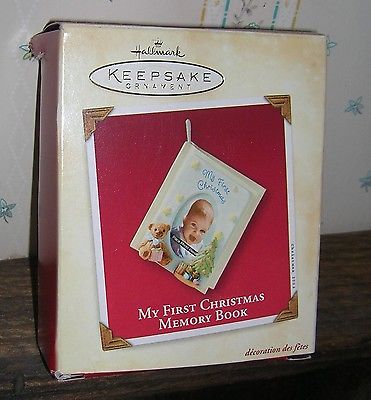 Hallmark
KEEPSAKE
ORNAMENT
My First
Christmas
MY FIRST CHRISTMAS
MEMORY BOOK
décoration des fêtes